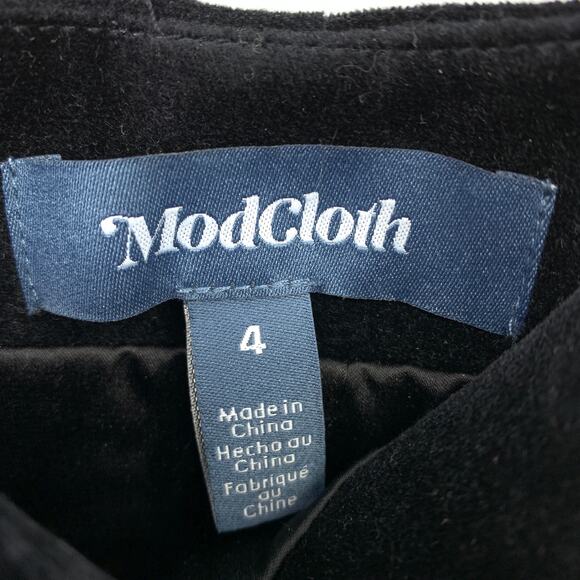 ModCloth
4
Made in
China
Hecho au
China
Fabriqué
au
Chine